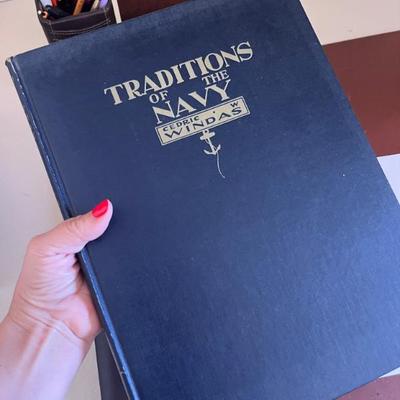 TRADITIONS
OF THE
NAVY
CEDRIC · W
WINDAS